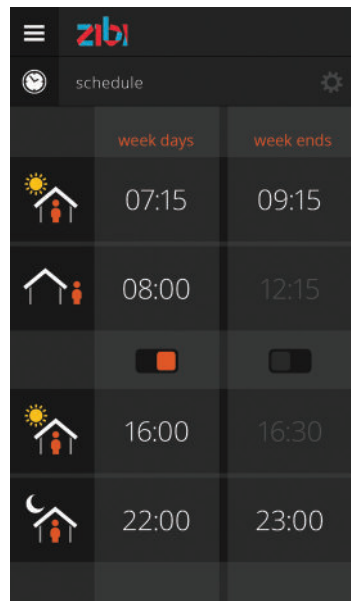 zibi
schedule
week days week ends
07:15 09:15
08:00 12:15
16:00 16:30
22:00 23:00